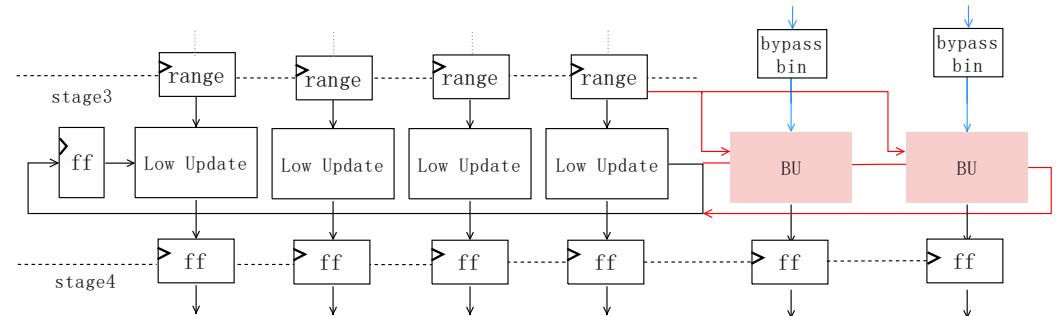 bypass
bin
bypass
bin
range
range
range
range
stage3
ff
Low Update
Low Update
Low Update
Low Update
BU
BU
ff
ff
ff
ff
ff
ff
stage4